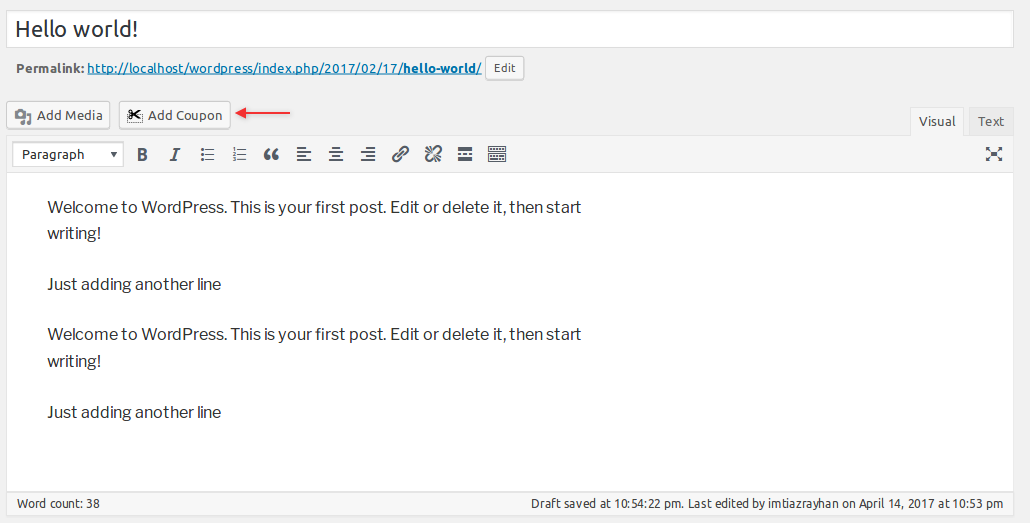 Hello world!
Permalink: http://localhost/wordpress/index.php/2017/02/17/hello-world/ Edit
Add Media Add Coupon
Visual Text
Paragraph B I
Welcome to WordPress. This is your first post. Edit or delete it, then start
writing!
Just adding another line
Welcome to WordPress. This is your first post. Edit or delete it, then start
writing!
Just adding another line
Word count: 38 Draft saved at 10:54:22 pm. Last edited by imtiazrayhan on April 14, 2017 at 10:53 pm